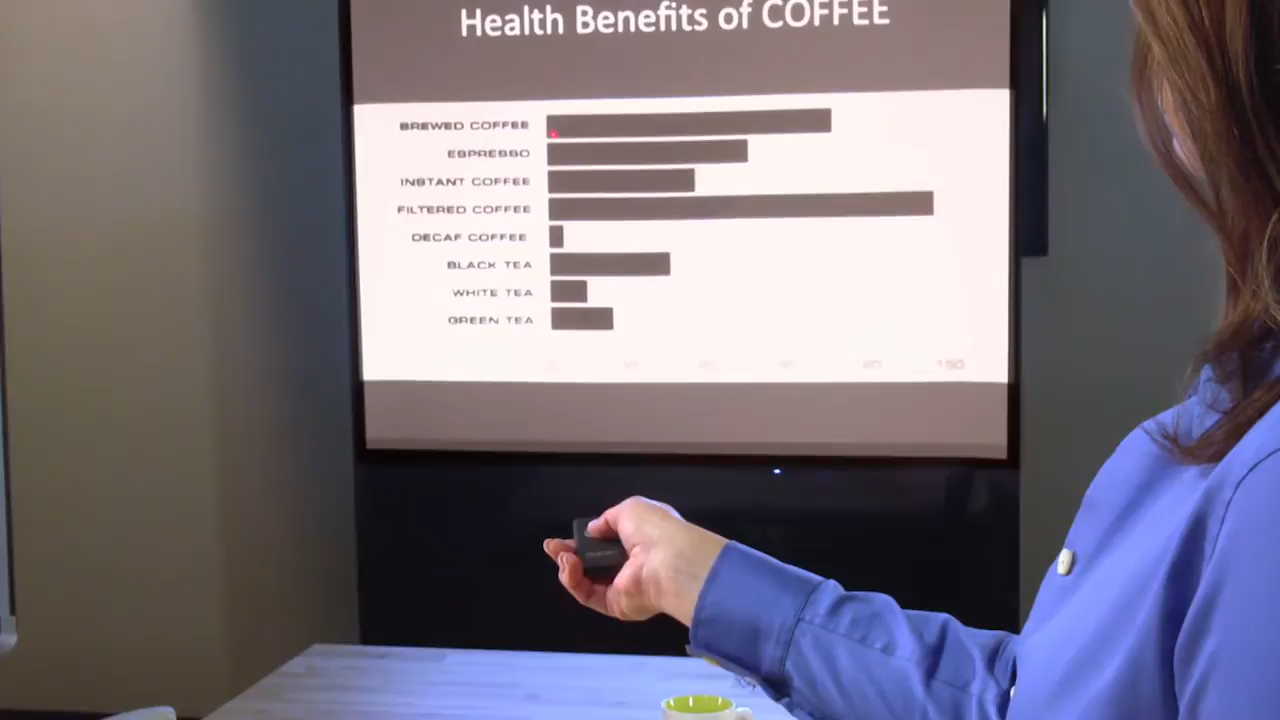 Health Benefits of COFFEE
BREWED COFFEE
ESPRESSO
INSTANT COFFEE
FILTERED COFFEE
DECAF COFFEE
BLACK TEA
WHITE TEA
GREEN TEA
150